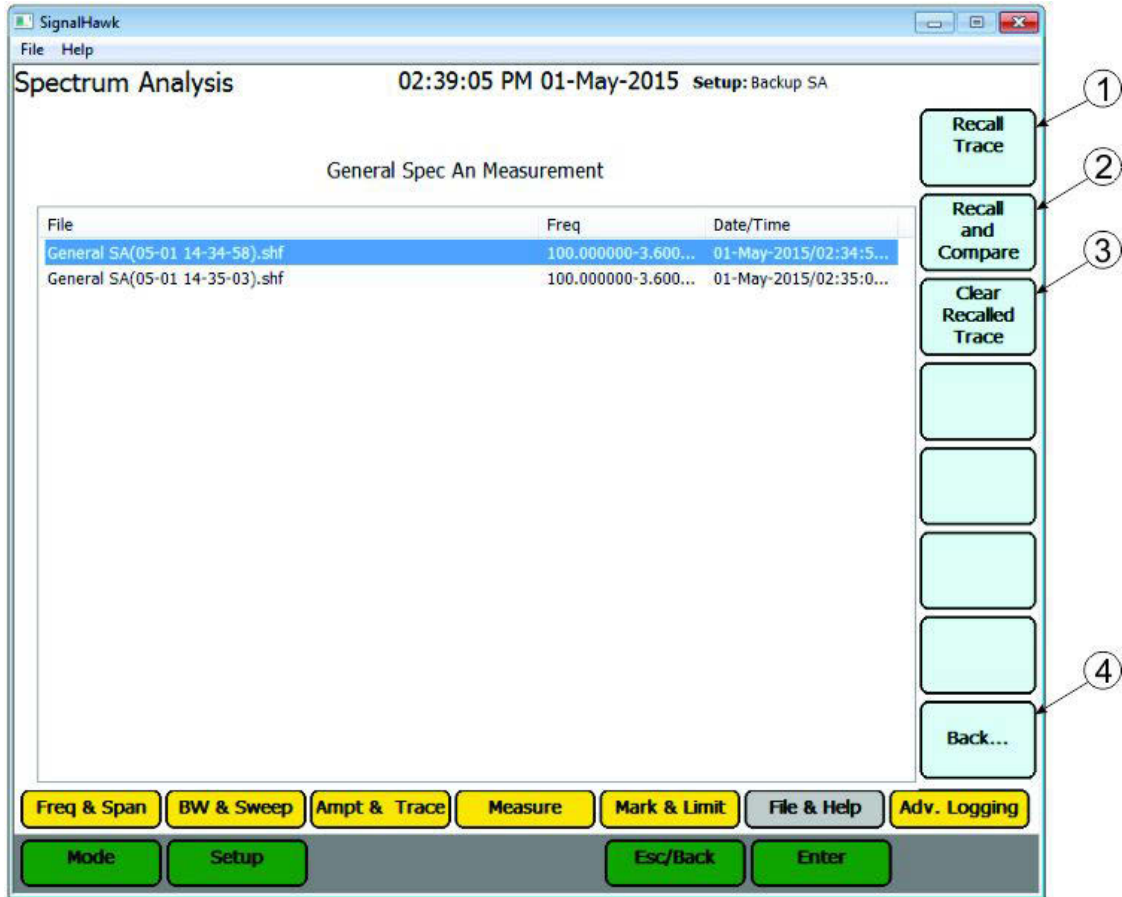 SignalHawk
File Help
Spectrum Analysis 02:39:05 PM 01-May-2015 Setup: Backup SA
General Spec An Measurement
File Freq Date/Time
General SA(05-01 14-34-58).shf 100.000000-3.600... 01-May-2015/02:34:5...
General SA(05-01 14-35-03).shf 100.000000-3.600... 01-May-2015/02:35:0...
Recall
Trace
1
Recall
and
Compare
2
Clear
Recalled
Trace
3
Back...
4
Freq & Span BW & Sweep Ampt & Trace Measure Mark & Limit File & Help Adv. Logging
Mode Setup Esc/Back Enter